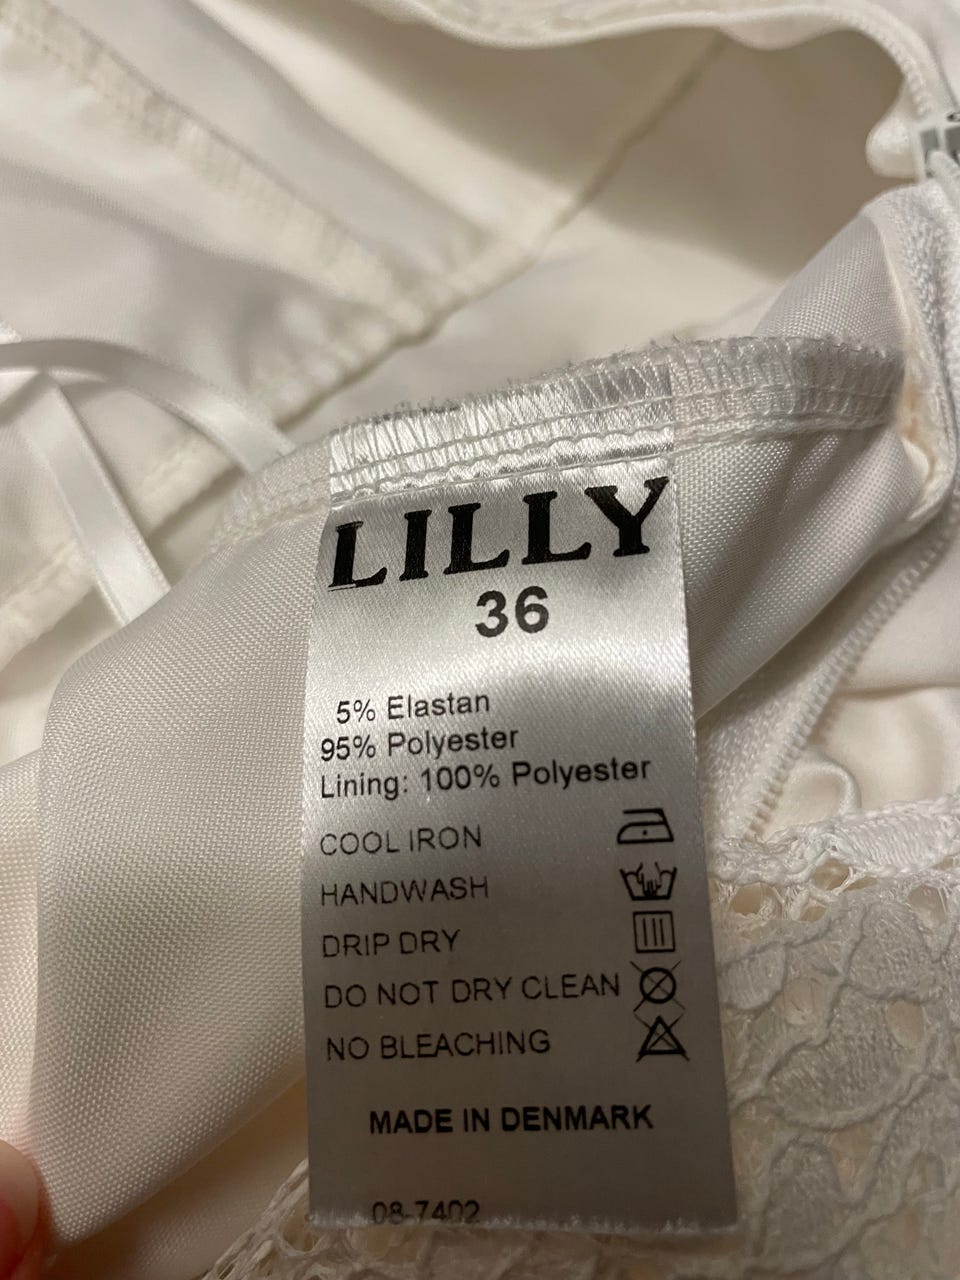 LILLY
36
5% Elastan
95% Polyester
Lining: 100% Polyester
COOL IRON
HANDWASH
DRIP DRY
DO NOT DRY CLEAN
NO BLEACHING
MADE IN DENMARK
08-7402